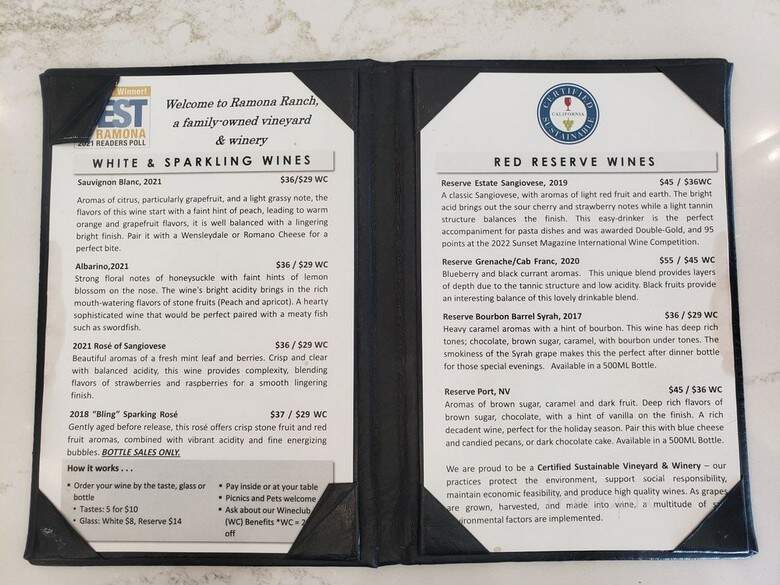 Winner!
EST
RAMONA
2021 READERS POLL
Welcome to Ramona Ranch,
a family-owned vineyard
& winery
WHITE & SPARKLING WINES
Sauvignon Blanc, 2021 $36/$29 WC
Aromas of citrus, particularly grapefruit, and a light grassy note, the
flavors of this wine start with a faint hint of peach, leading to warm
orange and grapefruit flavors, it is well balanced with a lingering
bright finish. Pair it with a Wensleydale or Romano Cheese for a
perfect bite.
Albarino,2021 $36 / $29 WC
Strong floral notes of honeysuckle with faint hints of lemon
blossom on the nose. The wine's bright acidity brings in the rich
mouth-watering flavors of stone fruits (Peach and apricot). A hearty
sophisticated wine that would be perfect paired with a meaty fish
such as swordfish.
2021 Rosé of Sangiovese $36 / $29 WC
Beautiful aromas of a fresh mint leaf and berries. Crisp and clear
with balanced acidity, this wine provides complexity, blending
flavors of strawberries and raspberries for a smooth lingering
finish.
2018 "Bling" Sparking Rosé $37 / $29 WC
Gently aged before release, this rosé offers crisp stone fruit and red
fruit aromas, combined with vibrant acidity and fine energizing
bubbles. BOTTLE SALES ONLY.
How it works . . .
• Order your wine by the taste, glass or
bottle
• Tastes: 5 for $10
• Glass: White $8, Reserve $14
• Pay inside or at your table
• Picnics and Pets welcome
• Ask about our Wineclub
(WC) Benefits *WC = 2
off
CERTIFIED
CALIFORNIA
SUSTAINABLE
RED RESERVE WINES
Reserve Estate Sangiovese, 2019 $45 / $36WC
A classic Sangiovese, with aromas of light red fruit and earth. The bright
acid brings out the sour cherry and strawberry notes while a light tannin
structure balances the finish. This easy-drinker is the perfect
accompaniment for pasta dishes and was awarded Double-Gold, and 95
points at the 2022 Sunset Magazine International Wine Competition.
Reserve Grenache/Cab Franc, 2020 $55 / $45 WC
Blueberry and black currant aromas. This unique blend provides layers
of depth due to the tannic structure and low acidity. Black fruits provide
an interesting balance of this lovely drinkable blend.
Reserve Bourbon Barrel Syrah, 2017 $36 / $29 WC
Heavy caramel aromas with a hint of bourbon. This wine has deep rich
tones; chocolate, brown sugar, caramel, with bourbon under tones. The
smokiness of the Syrah grape makes this the perfect after dinner bottle
for those special evenings. Available in a 500ML Bottle.
Reserve Port, NV $45 / $36 WC
Aromas of brown sugar, caramel and dark fruit. Deep rich flavors of
brown sugar, chocolate, with a hint of vanilla on the finish. A rich
decadent wine, perfect for the holiday season. Pair this with blue cheese
and candied pecans, or dark chocolate cake. Available in a 500ML Bottle.
We are proud to be a Certified Sustainable Vineyard & Winery – our
practices protect the environment, support social responsibility,
maintain economic feasibility, and produce high quality wines. As grapes
are grown, harvested, and made into wine, a multitude of
ironmental factors are implemented.